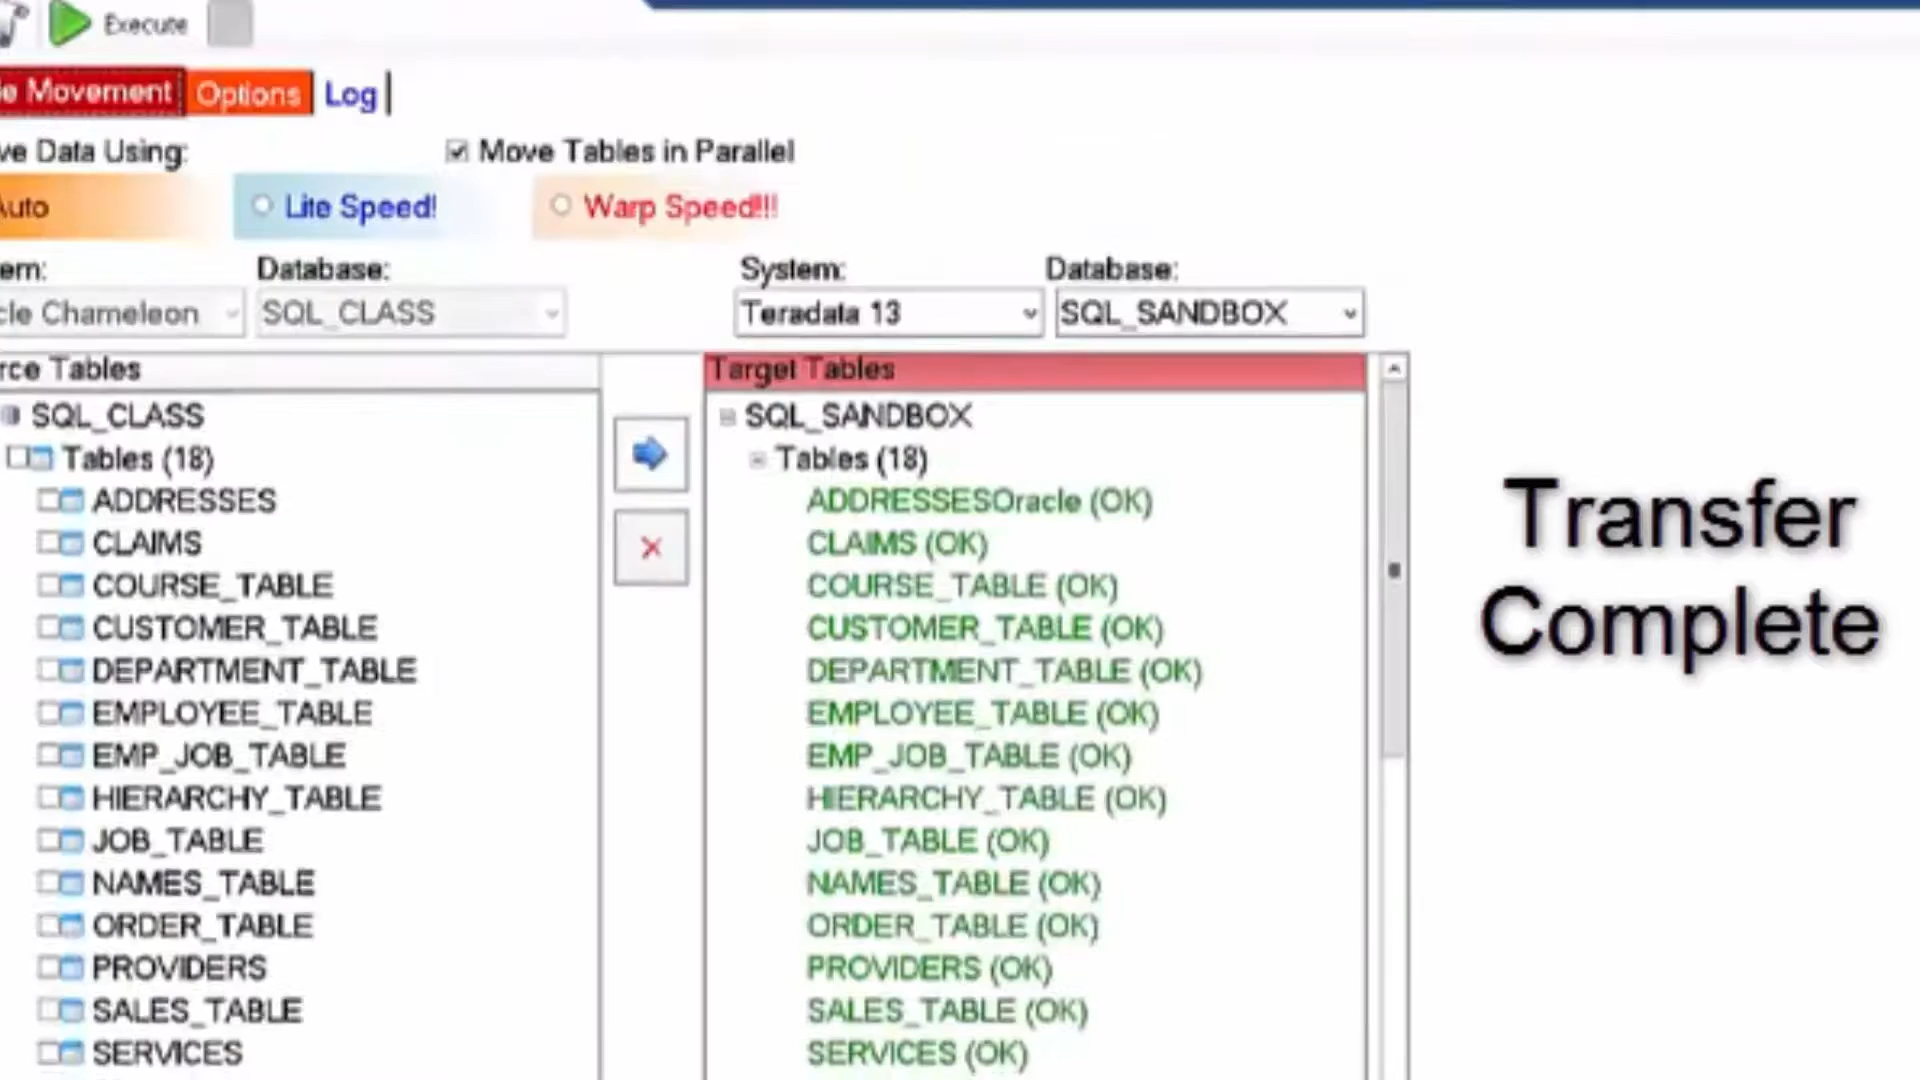 Execute
e Movement Options Log
ve Data Using: Move Tables in Parallel
Auto Lite Speed! Warp Speed!!!
em: Database: System: Database:
cle Chameleon SQL_CLASS Teradata 13 SQL_SANDBOX
rce Tables Target Tables
SQL_CLASS SQL_SANDBOX
Tables (18) Tables (18)
ADDRESSES ADDRESSESOracle (OK)
CLAIMS CLAIMS (OK)
COURSE_TABLE COURSE_TABLE (OK)
CUSTOMER_TABLE CUSTOMER_TABLE (OK)
DEPARTMENT_TABLE DEPARTMENT_TABLE (OK)
EMPLOYEE_TABLE EMPLOYEE_TABLE (OK)
EMP_JOB_TABLE EMP_JOB_TABLE (OK)
HIERARCHY_TABLE HIERARCHY_TABLE (OK)
JOB_TABLE JOB_TABLE (OK)
NAMES_TABLE NAMES_TABLE (OK)
ORDER_TABLE ORDER_TABLE (OK)
PROVIDERS PROVIDERS (OK)
SALES_TABLE SALES_TABLE (OK)
SERVICES SERVICES (OK)
Transfer
Complete